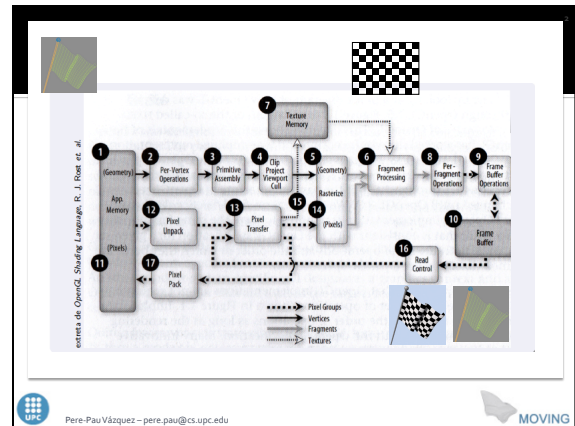 2
extreta de OpenGL Shading Language, R. J. Rost et. al.
7
Texture
Memory
1
(Geometry)
App.
Memory
(Pixels)
11
2
Per-Vertex
Operations
3
Primitive
Assembly
4
Clip
Project
Viewport
Cull
5
(Geometry)
Rasterize
14
(Pixels)
6
Fragment
Processing
8
Per-
Fragment
Operations
9
Frame
Buffer
Operations
12
Pixel
Unpack
13
Pixel
Transfer
15
10
Frame
Buffer
16
Read
Control
17
Pixel
Pack
Pixel Groups
Vertices
Fragments
Textures
UPC
Pere-Pau Vázquez – pere.pau@cs.upc.edu
MOVING